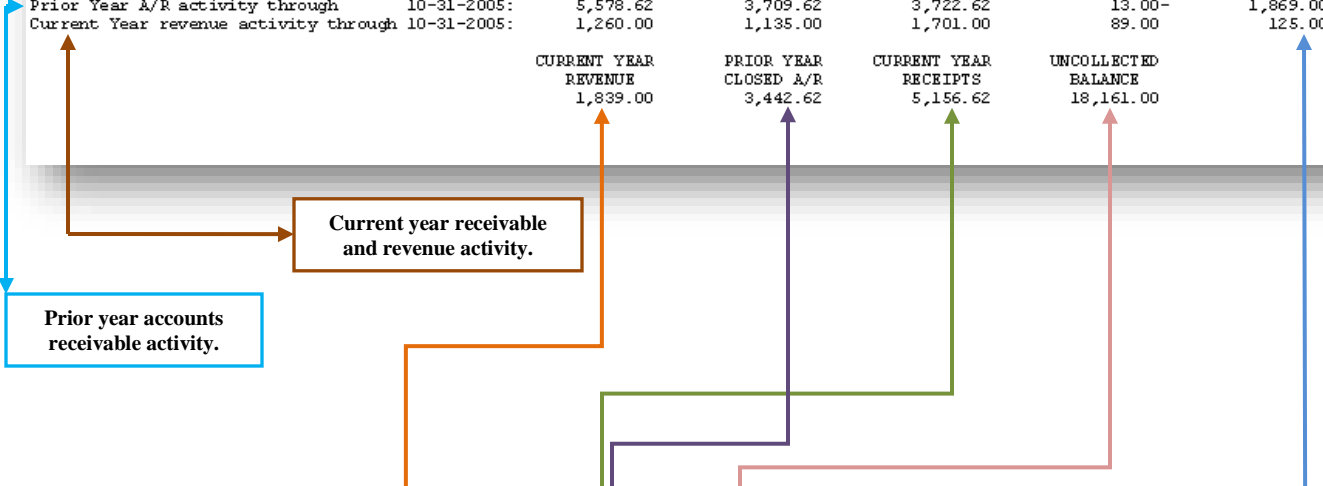 Prior Year A/R activity through 10-31-2005: 5,578.62 3,709.62 3,722.62 13.00- 1,869.00
Current Year revenue activity through 10-31-2005: 1,260.00 1,135.00 1,701.00 89.00 125.00
CURRENT YEAR PRIOR YEAR CURRENT YEAR UNCOLLECTED
REVENUE CLOSED A/R RECEIPTS BALANCE
1,839.00 3,442.62 5,156.62 18,161.00
Current year receivable
and revenue activity.
Prior year accounts
receivable activity.